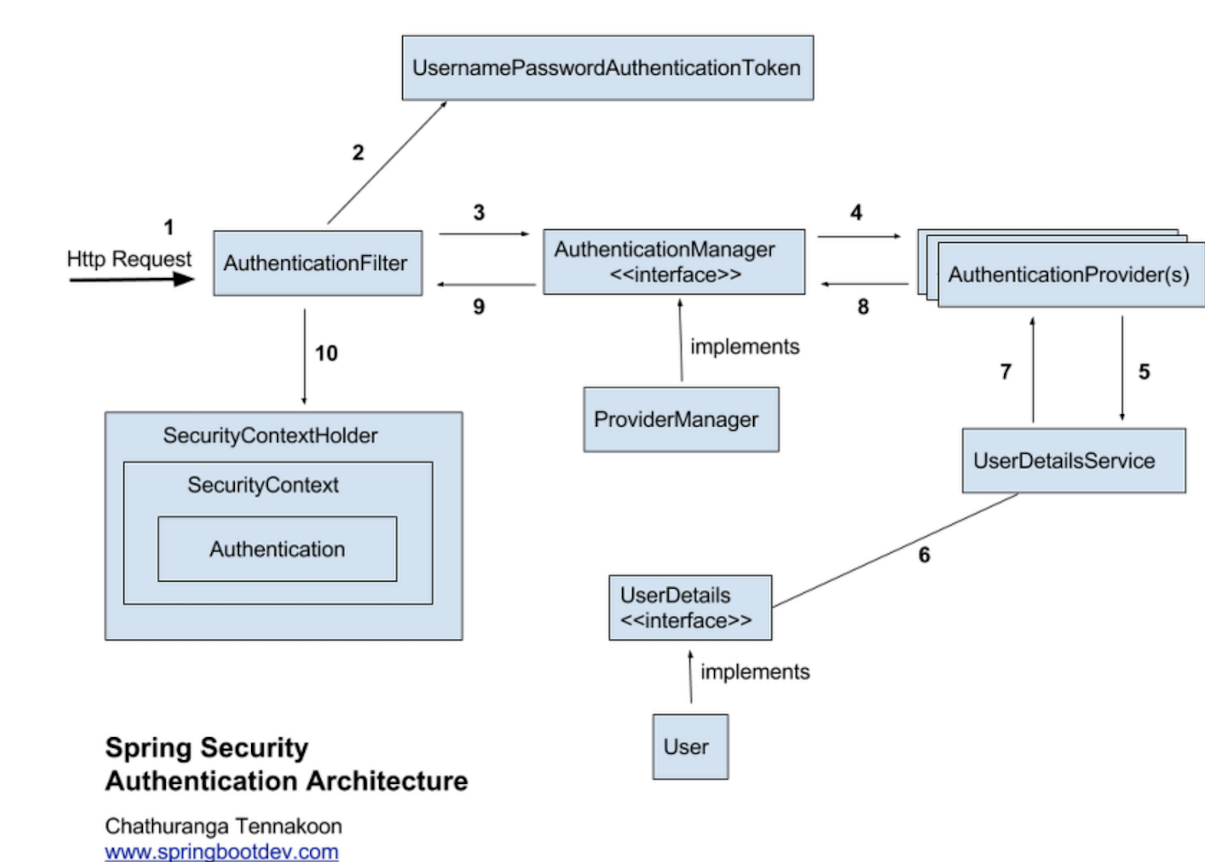 UsernamePasswordAuthenticationToken
2
1
Http Request
AuthenticationFilter
3
AuthenticationManager
<<interface>>
4
AuthenticationProvider(s)
9
8
10
implements
7
5
ProviderManager
SecurityContextHolder
SecurityContext
Authentication
UserDetailsService
6
UserDetails
<<interface>>
implements
User
Spring Security
Authentication Architecture
Chathuranga Tennakoon
www.springbootdev.com